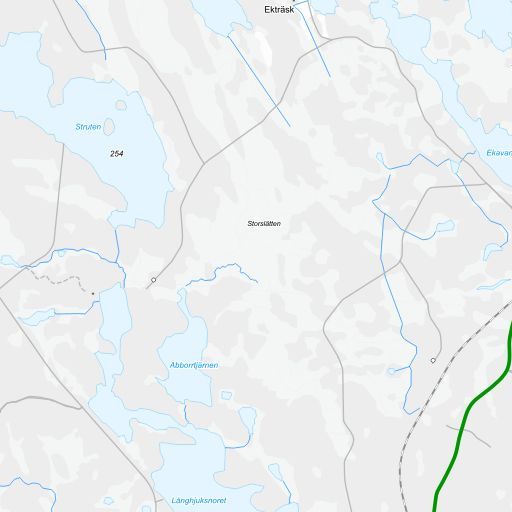 Ekträsk
Struten
254
Ekavan
Storslätten
Abborrtjärnen
Långhjuksnoret